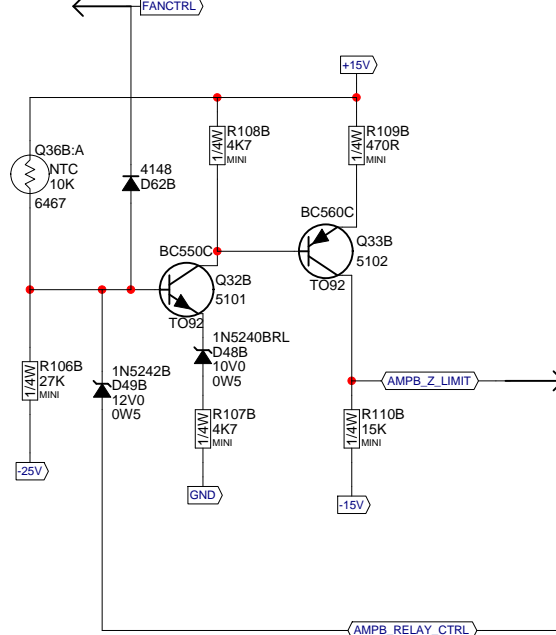 FANCTRL
+15V
R108B
4K7
MINI
1/4W
R109B
470R
MINI
1/4W
Q36B:A
NTC
10K
6467
4148
D62B
BC560C
Q33B
5102
TO92
BC550C
Q32B
5101
TO92
1N5240BRL
D48B
10V0
0W5
R106B
27K
MINI
1/4W
1N5242B
D49B
12V0
0W5
AMPB_Z_LIMIT
R107B
4K7
MINI
1/4W
R110B
15K
MINI
1/4W
-25V
GND
-15V
AMPB_RELAY_CTRL